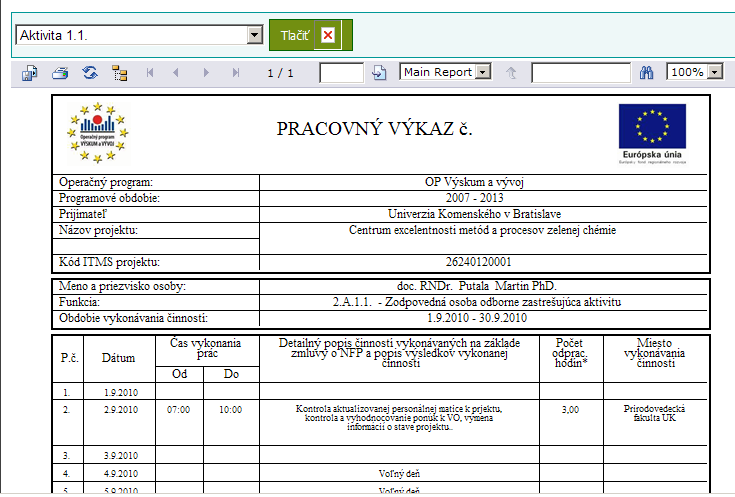 Aktivita 1.1.
Tlačiť
1 / 1
Main Report
100%
Operačný program
VÝSKUM a VÝVOJ
PRACOVNÝ VÝKAZ č.
Európska únia
Európsky fond regionálneho rozvoja
Operačný program: OP Výskum a vývoj
Programové obdobie: 2007 - 2013
Prijímateľ Univerzia Komenského v Bratislave
Názov projektu: Centrum excelentnosti metód a procesov zelenej chémie
Kód ITMS projektu: 26240120001
Meno a priezvisko osoby: doc. RNDr. Putala Martin PhD.
Funkcia: 2.A.1.1. - Zodpovedná osoba odborne zastrešujúca aktivitu
Obdobie vykonávania činnosti: 1.9.2010 - 30.9.2010
P.č.
Dátum
Čas vykonania
prác
Od
Do
Detailný popis činností vykonávaných na základe
zmluvy o NFP a popis výsledkov vykonanej
činnosti
Počet
odprac.
hodín*
Miesto
vykonávania
činnosti
1. 1.9.2010
2. 2.9.2010 07:00 10:00
Kontrola aktualizovanej personálnej matice k prjektu,
kontrola a vyhodnocovanie ponúk k VO, výmena
informácií o stave projektu..
3,00
Prírodovedecká
fakulta UK
3. 3.9.2010
4. 4.9.2010 Voľný deň
5. 5.9.2010 Voľný deň